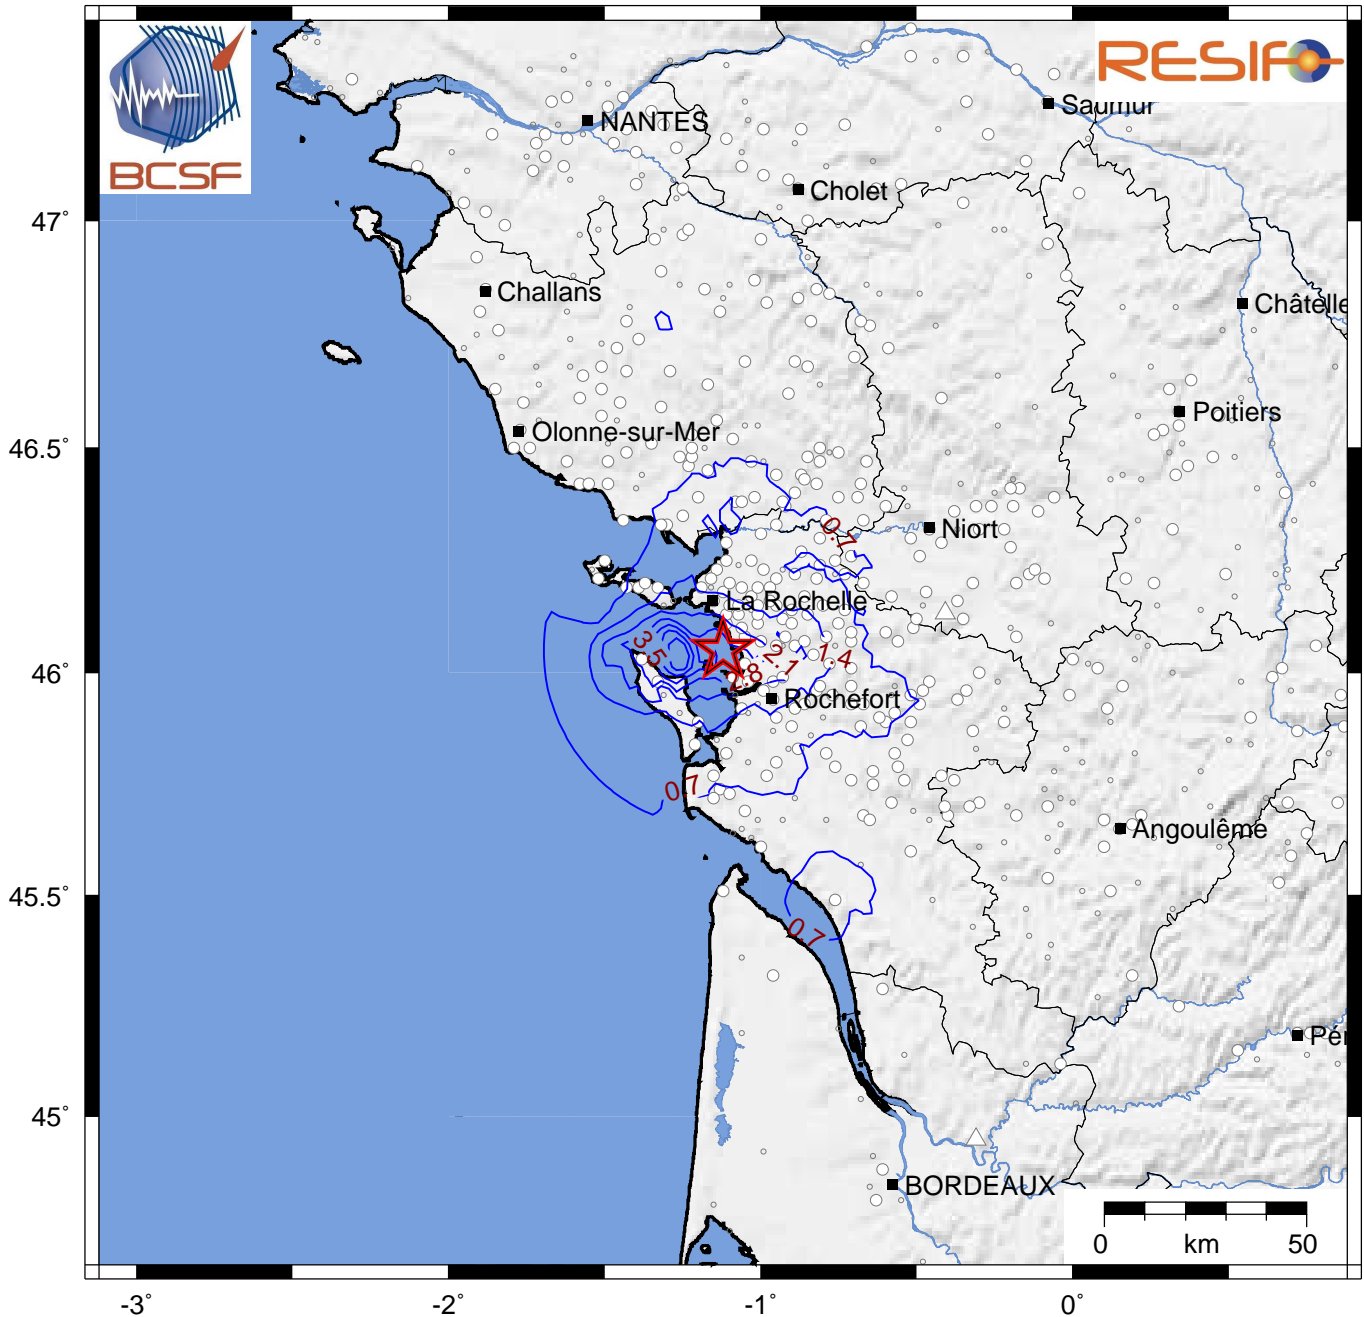 BCSF
RESIF
NANTES
Saumur
Cholet
47°
Challans
Châtelle
Poitiers
Olonne-sur-Mer
46.5°
0.7
Niort
La Rochelle
3.5
2.1
1.4
46°
2.8
Rochefort
0.7
Angoulême
45.5°
0.7
Pér
45°
BORDEAUX
0 km 50
-3° -2° -1° 0°